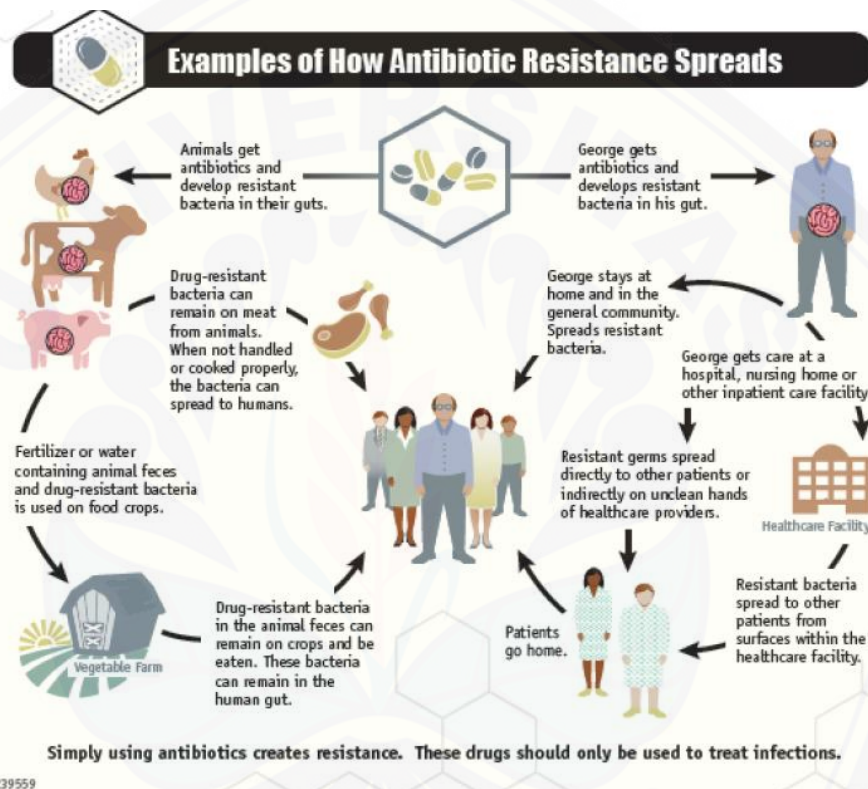 Examples of How Antibiotic Resistance Spreads
Animals get
antibiotics and
develop resistant
bacteria in their guts.
George gets
antibiotics and
develops resistant
bacteria in his gut.
Drug-resistant
bacteria can
remain on meat
from animals.
When not handled
or cooked properly,
the bacteria can
spread to humans.
George stays at
home and in the
general community.
Spreads resistant
bacteria.
George gets care at a
hospital, nursing home or
other inpatient care facility
Fertilizer or water
containing animal feces
and drug-resistant bacteria
is used on food crops.
Resistant germs spread
directly to other patients or
indirectly on unclean hands
of healthcare providers.
Healthcare Facility
Vegetable Farm
Drug-resistant bacteria
in the animal feces can
remain on crops and be
eaten. These bacteria
can remain in the
human gut.
Patients
go home.
Resistant bacteria
spread to other
patients from
surfaces within the
healthcare facility.
Simply using antibiotics creates resistance. These drugs should only be used to treat infections.
39559